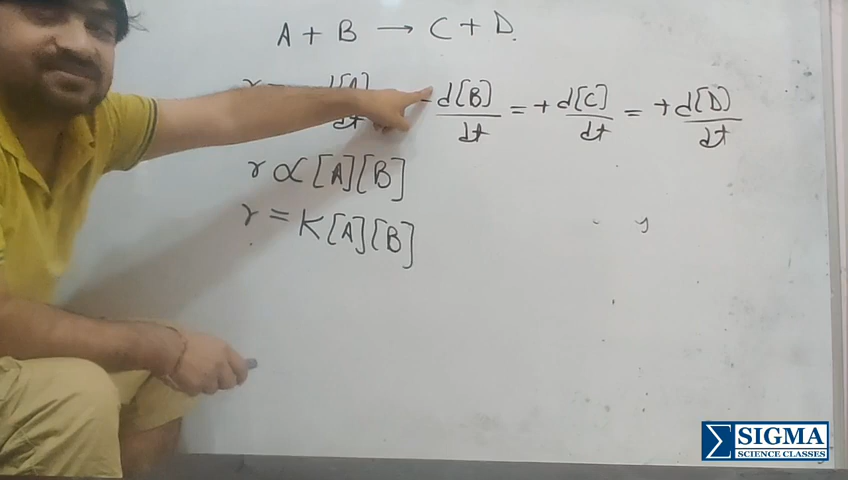 A + B → C + D.
r = d[A]/dt - d[B]/dt = + d[C]/dt = + d[D]/dt
r ∝ [A][B]
r = K[A][B]
Σ SIGMA
SCIENCE CLASSES